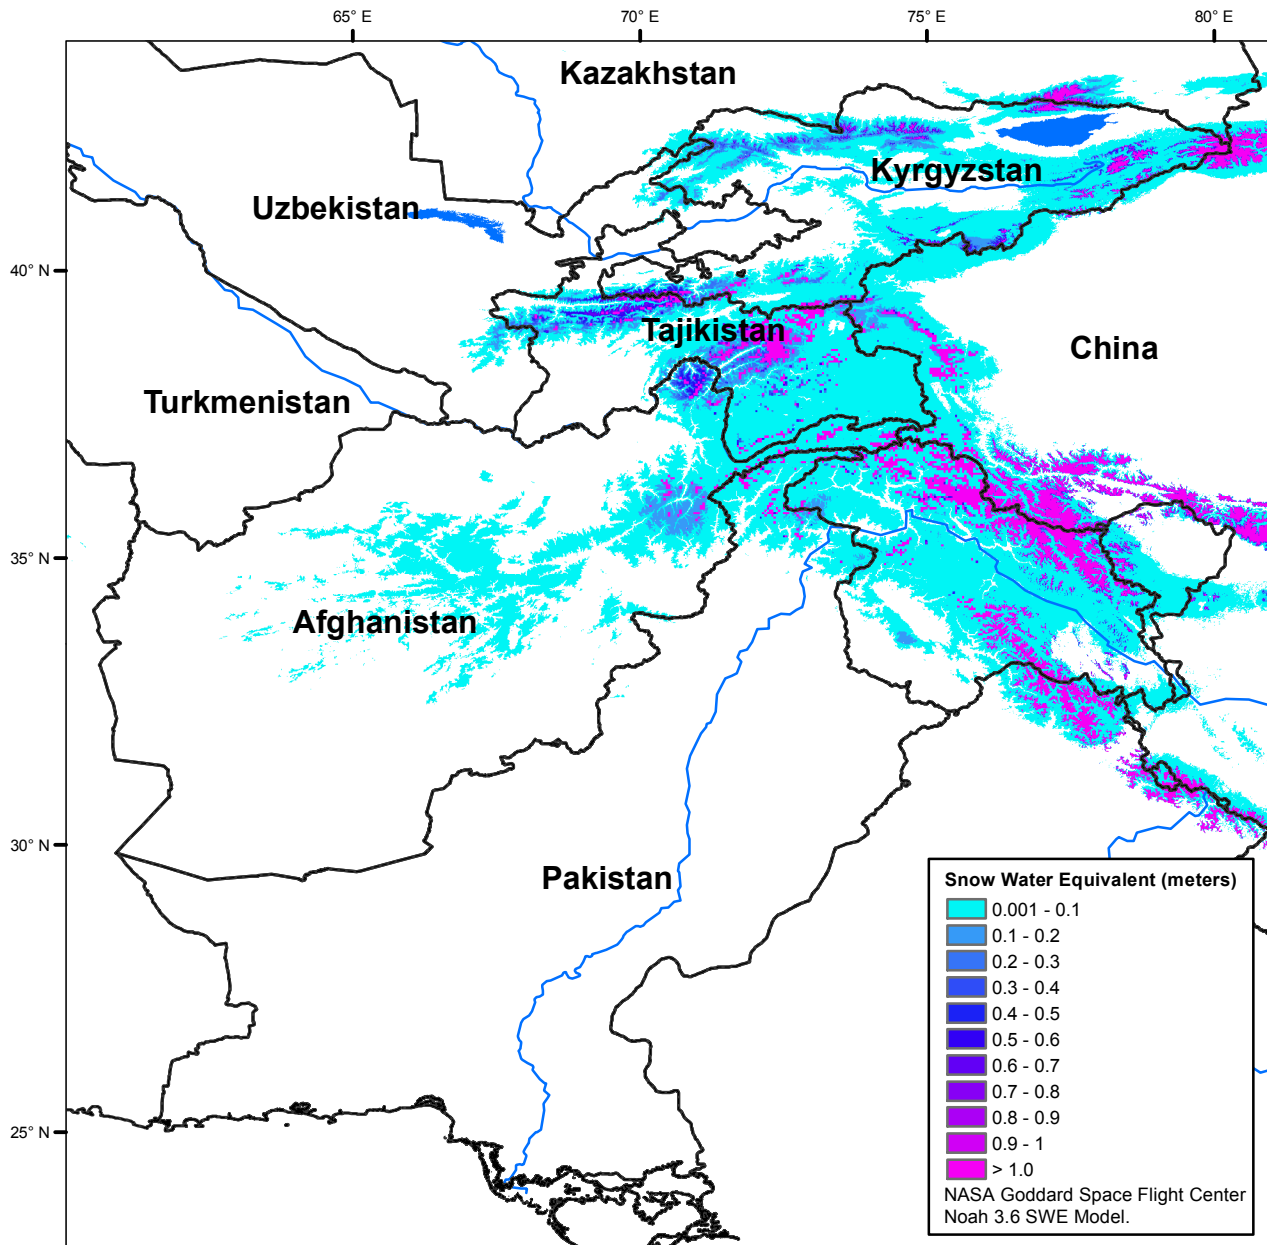 65° E
70° E
75° E
80° E
Kazakhstan
Kyrgyzstan
Uzbekistan
40° N
Tajikistan
China
Turkmenistan
35° N
Afghanistan
30° N
Pakistan
25° N
Snow Water Equivalent (meters)
0.001 - 0.1
0.1 - 0.2
0.2 - 0.3
0.3 - 0.4
0.4 - 0.5
0.5 - 0.6
0.6 - 0.7
0.7 - 0.8
0.8 - 0.9
0.9 - 1
> 1.0
NASA Goddard Space Flight Center
Noah 3.6 SWE Model.